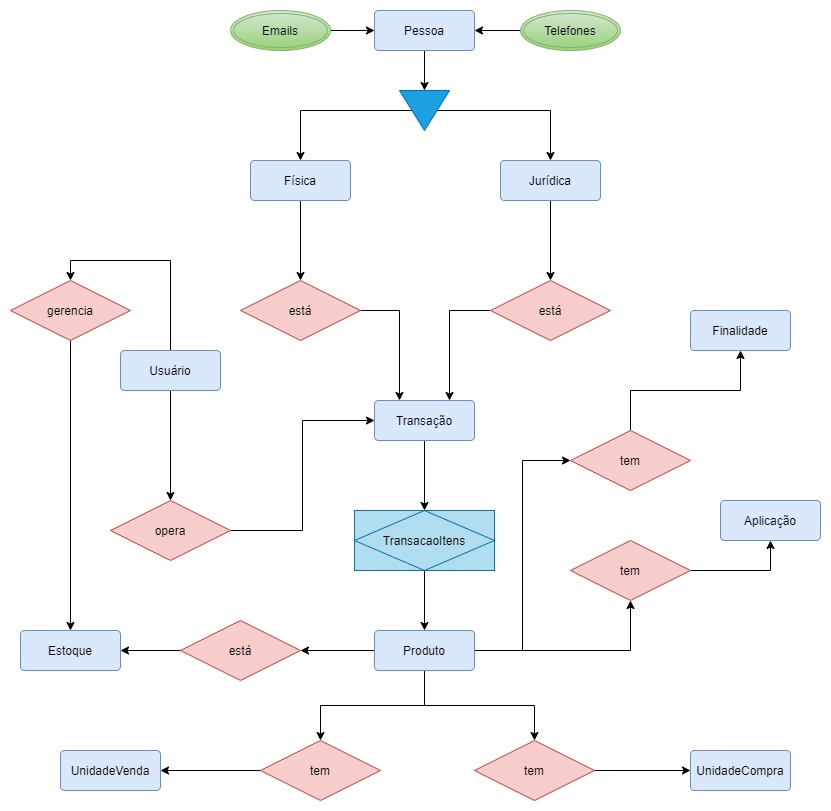 Emails
Pessoa
Telefones
Física
Jurídica
gerencia
está
está
Finalidade
Usuário
Transação
tem
Aplicação
opera
TransacaoItens
tem
Estoque
está
Produto
UnidadeVenda
tem
tem
UnidadeCompra